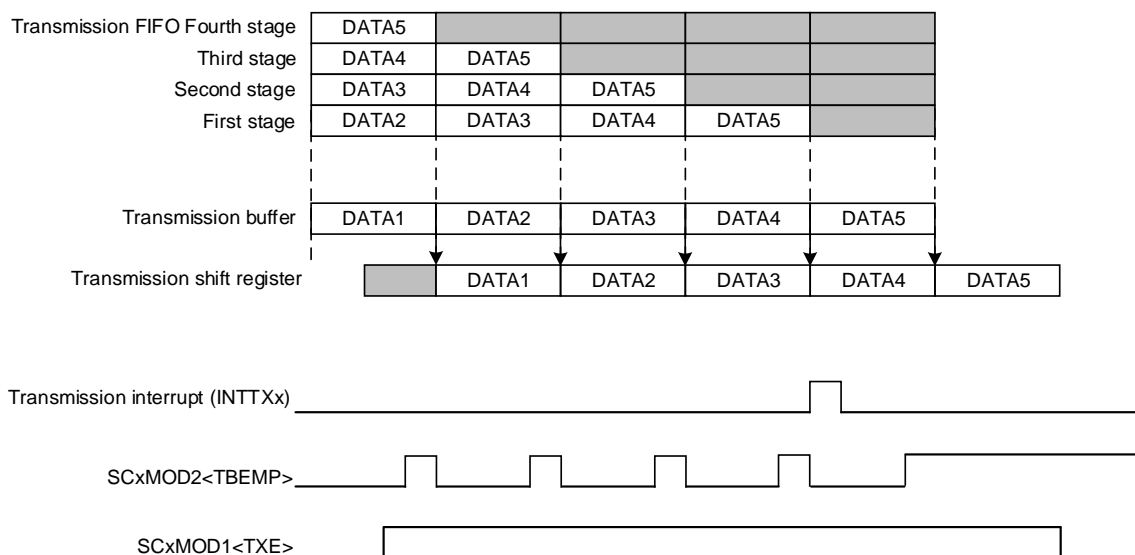 Transmission FIFO Fourth stage DATA5
Third stage DATA4 DATA5
Second stage DATA3 DATA4 DATA5
First stage DATA2 DATA3 DATA4 DATA5
Transmission buffer DATA1 DATA2 DATA3 DATA4 DATA5
Transmission shift register DATA1 DATA2 DATA3 DATA4 DATA5
Transmission interrupt (INTTXx)
SCxMOD2<TBEMP>
SCxMOD1<TXE>